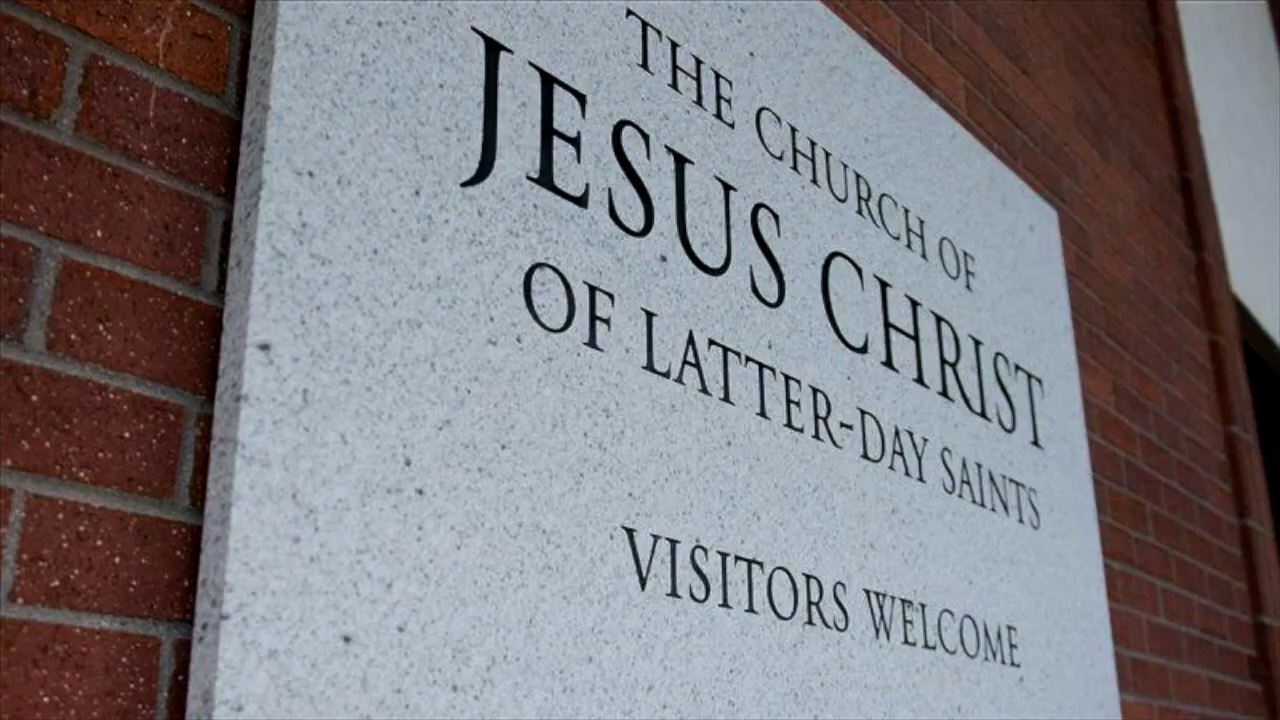 THE CHURCH OF
JESUS CHRIST
OF LATTER-DAY SAINTS
VISITORS WELCOME